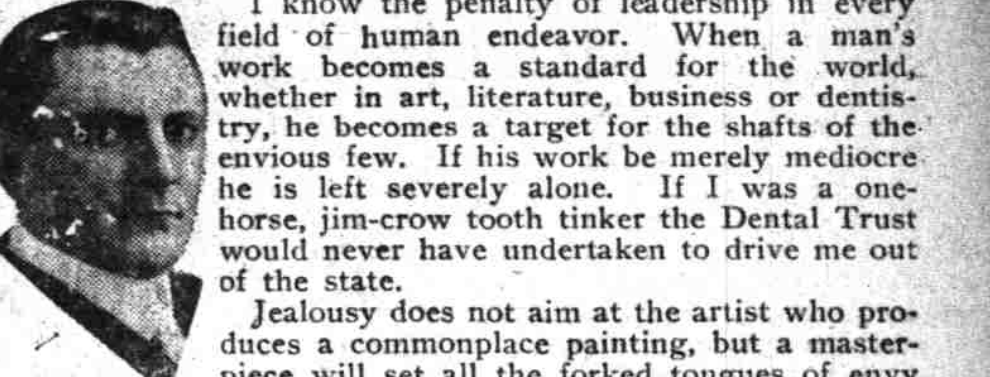 I know the penalty of leadership in every
field of human endeavor. When a man's
work becomes a standard for the world,
whether in art, literature, business or dentis-
try, he becomes a target for the shafts of the
envious few. If his work be merely mediocre
he is left severely alone. If I was a one-
horse, jim-crow tooth tinker the Dental Trust
would never have undertaken to drive me out
of the state.
Jealousy does not aim at the artist who pro-
duces a commonplace painting, but a master-
piece will set all the forked tongues of envy